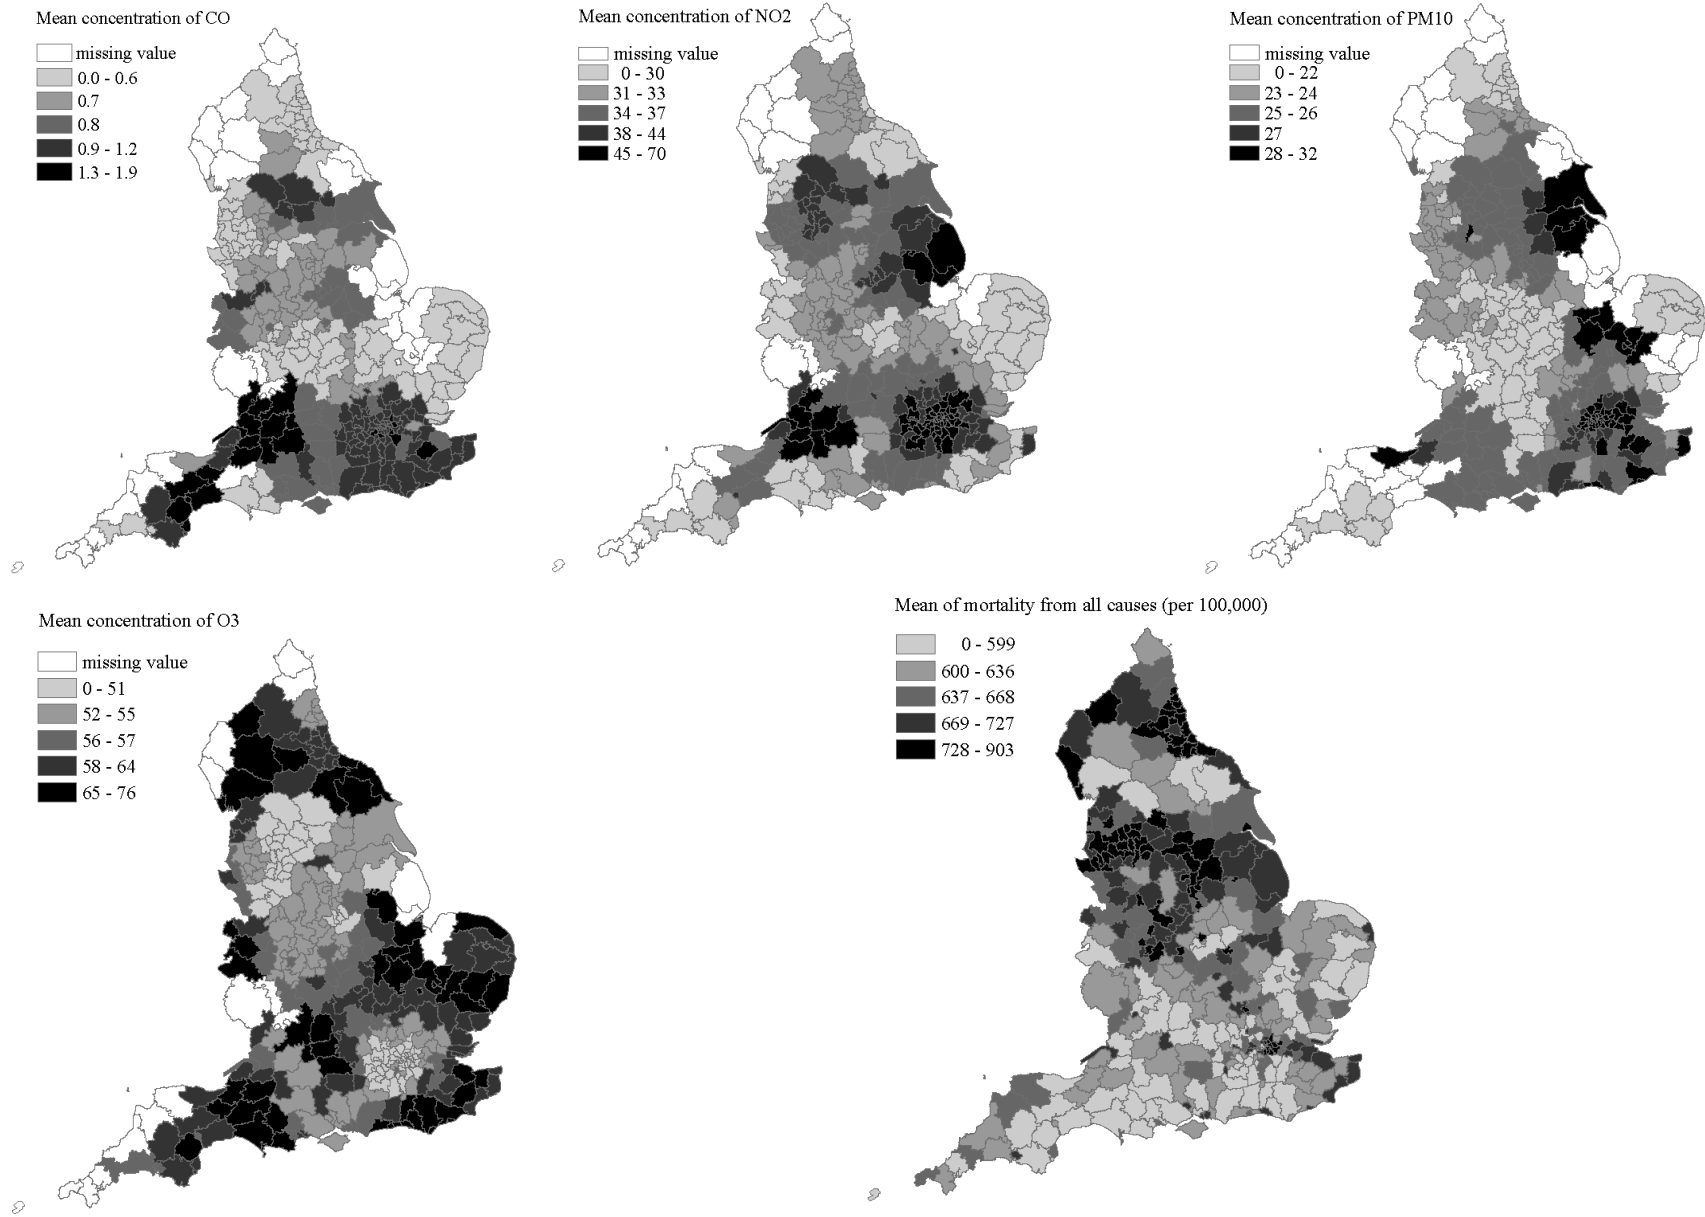 Mean concentration of CO
missing value
0.0 - 0.6
0.7
0.8
0.9 - 1.2
1.3 - 1.9
Mean concentration of NO2
missing value
0 - 30
31 - 33
34 - 37
38 - 44
45 - 70
Mean concentration of PM10
missing value
0 - 22
23 - 24
25 - 26
27
28 - 32
Mean concentration of O3
missing value
0 - 51
52 - 55
56 - 57
58 - 64
65 - 76
Mean of mortality from all causes (per 100,000)
0 - 599
600 - 636
637 - 668
669 - 727
728 - 903